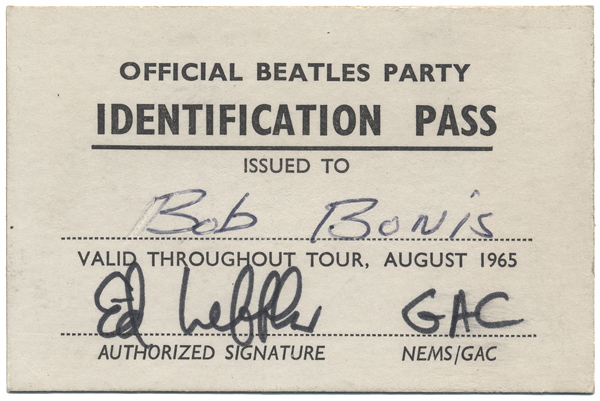 OFFICIAL BEATLES PARTY
IDENTIFICATION PASS
ISSUED TO
Bob Bonis
VALID THROUGHOUT TOUR, AUGUST 1965
Ed Leffler GAC
AUTHORIZED SIGNATURE NEMS/GAC